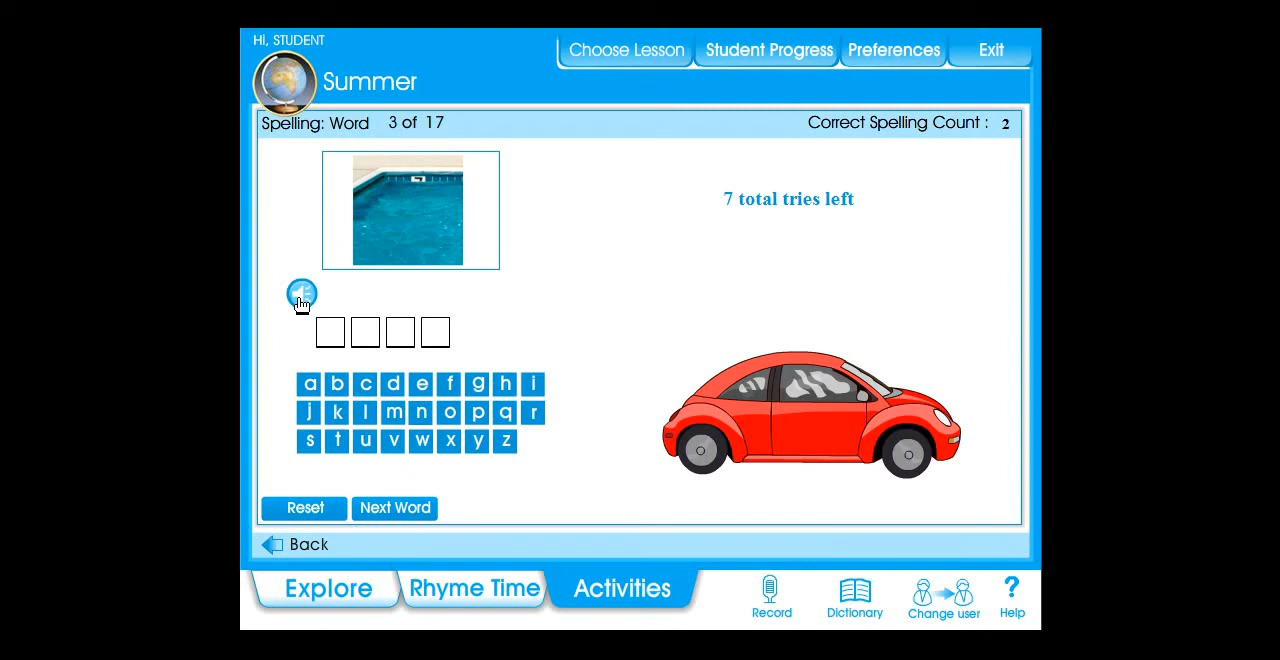 Hi, STUDENT
Choose Lesson Student Progress Preferences Exit
Summer
Spelling: Word 3 of 17 Correct Spelling Count : 2
7 total tries left
a b c d e f g h i
j k l m n o p q r
s t u v w x y z
Reset Next Word
Back
Explore Rhyme Time Activities
Record Dictionary Change user ? Help